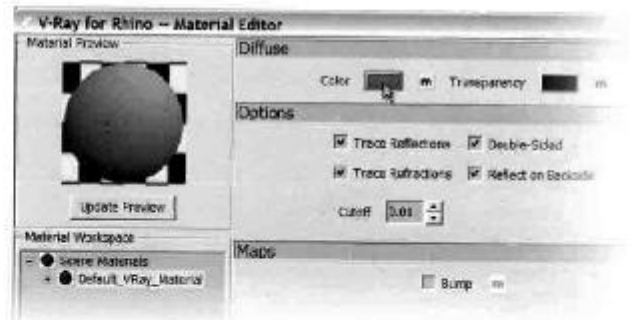 V-Ray for Rhino -- Material Editor
Material Preview
Diffuse
Color m Transparency m
Options
Trace Reflections Double-Sided
Trace Refractions Reflect on Backside
Update Preview
Cutoff 0.01
Material Workspace
Scene Materials
Maps
Default_VRay_Material
Bump m